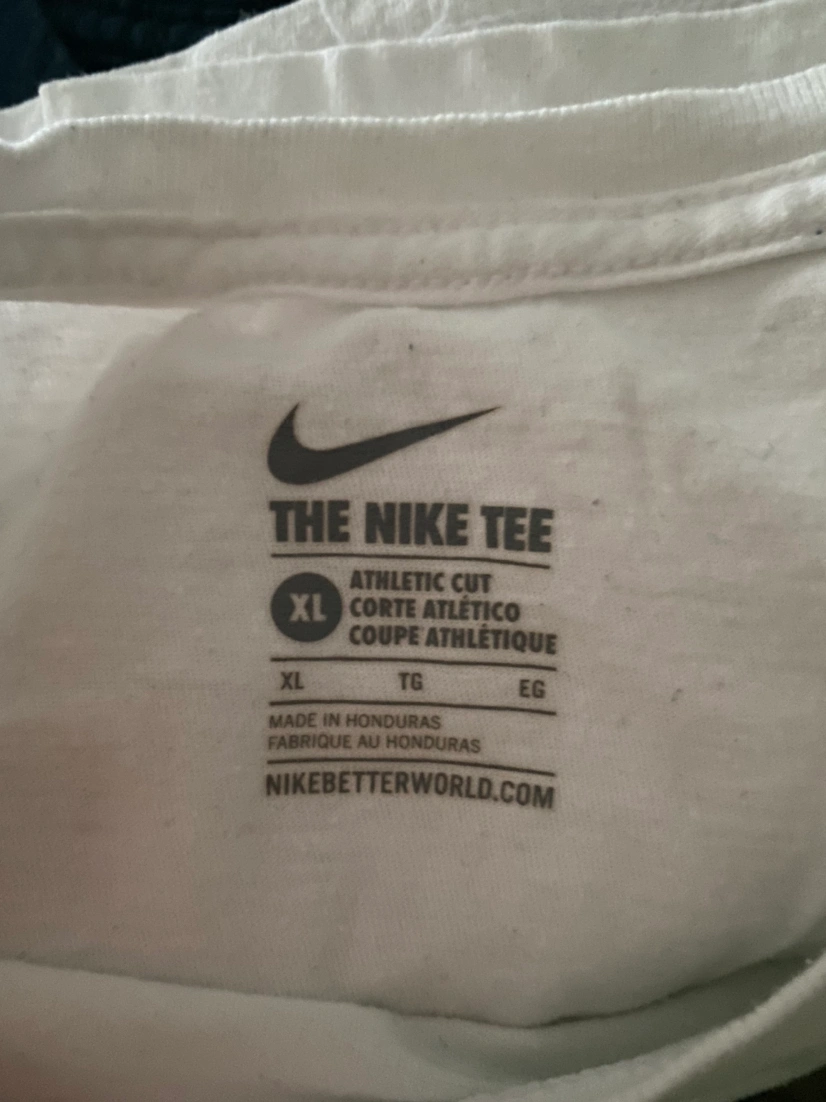 THE NIKE TEE
XL
ATHLETIC CUT
CORTE ATLÉTICO
COUPE ATHLÉTIQUE
XL TG EG
MADE IN HONDURAS
FABRIQUE AU HONDURAS
NIKEBETTERWORLD.COM